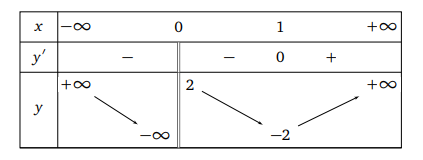 x −∞ 0 1 +∞
y′ − − 0 +
+∞ 2 +∞
y
−∞ −2